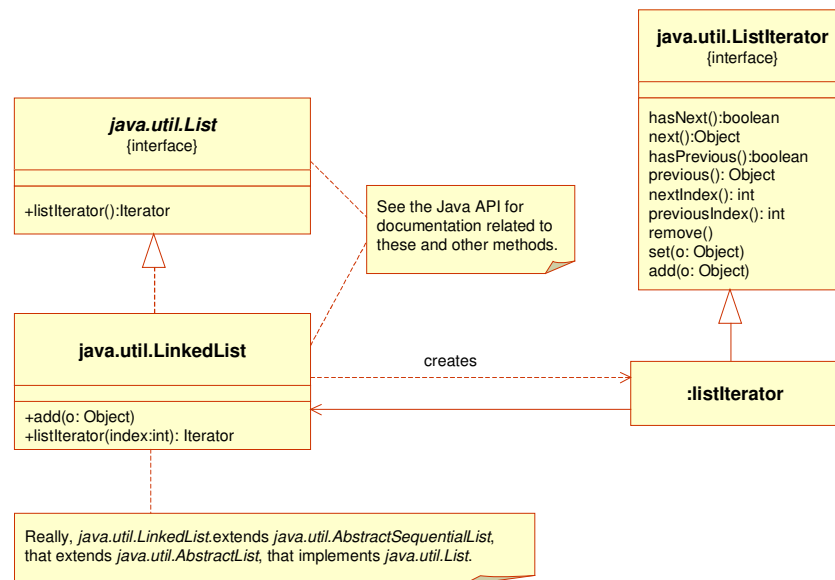 java.util.List
{interface}
+listIterator():Iterator
java.util.ListIterator
{interface}
hasNext():boolean
next():Object
hasPrevious():boolean
previous(): Object
nextIndex(): int
previousIndex(): int
remove()
set(o: Object)
add(o: Object)
See the Java API for
documentation related to
these and other methods.
java.util.LinkedList
+add(o: Object)
+listIterator(index:int): Iterator
creates
:listIterator
Really, java.util.LinkedList.extends java.util.AbstractSequentialList,
that extends java.util.AbstractList, that implements java.util.List.